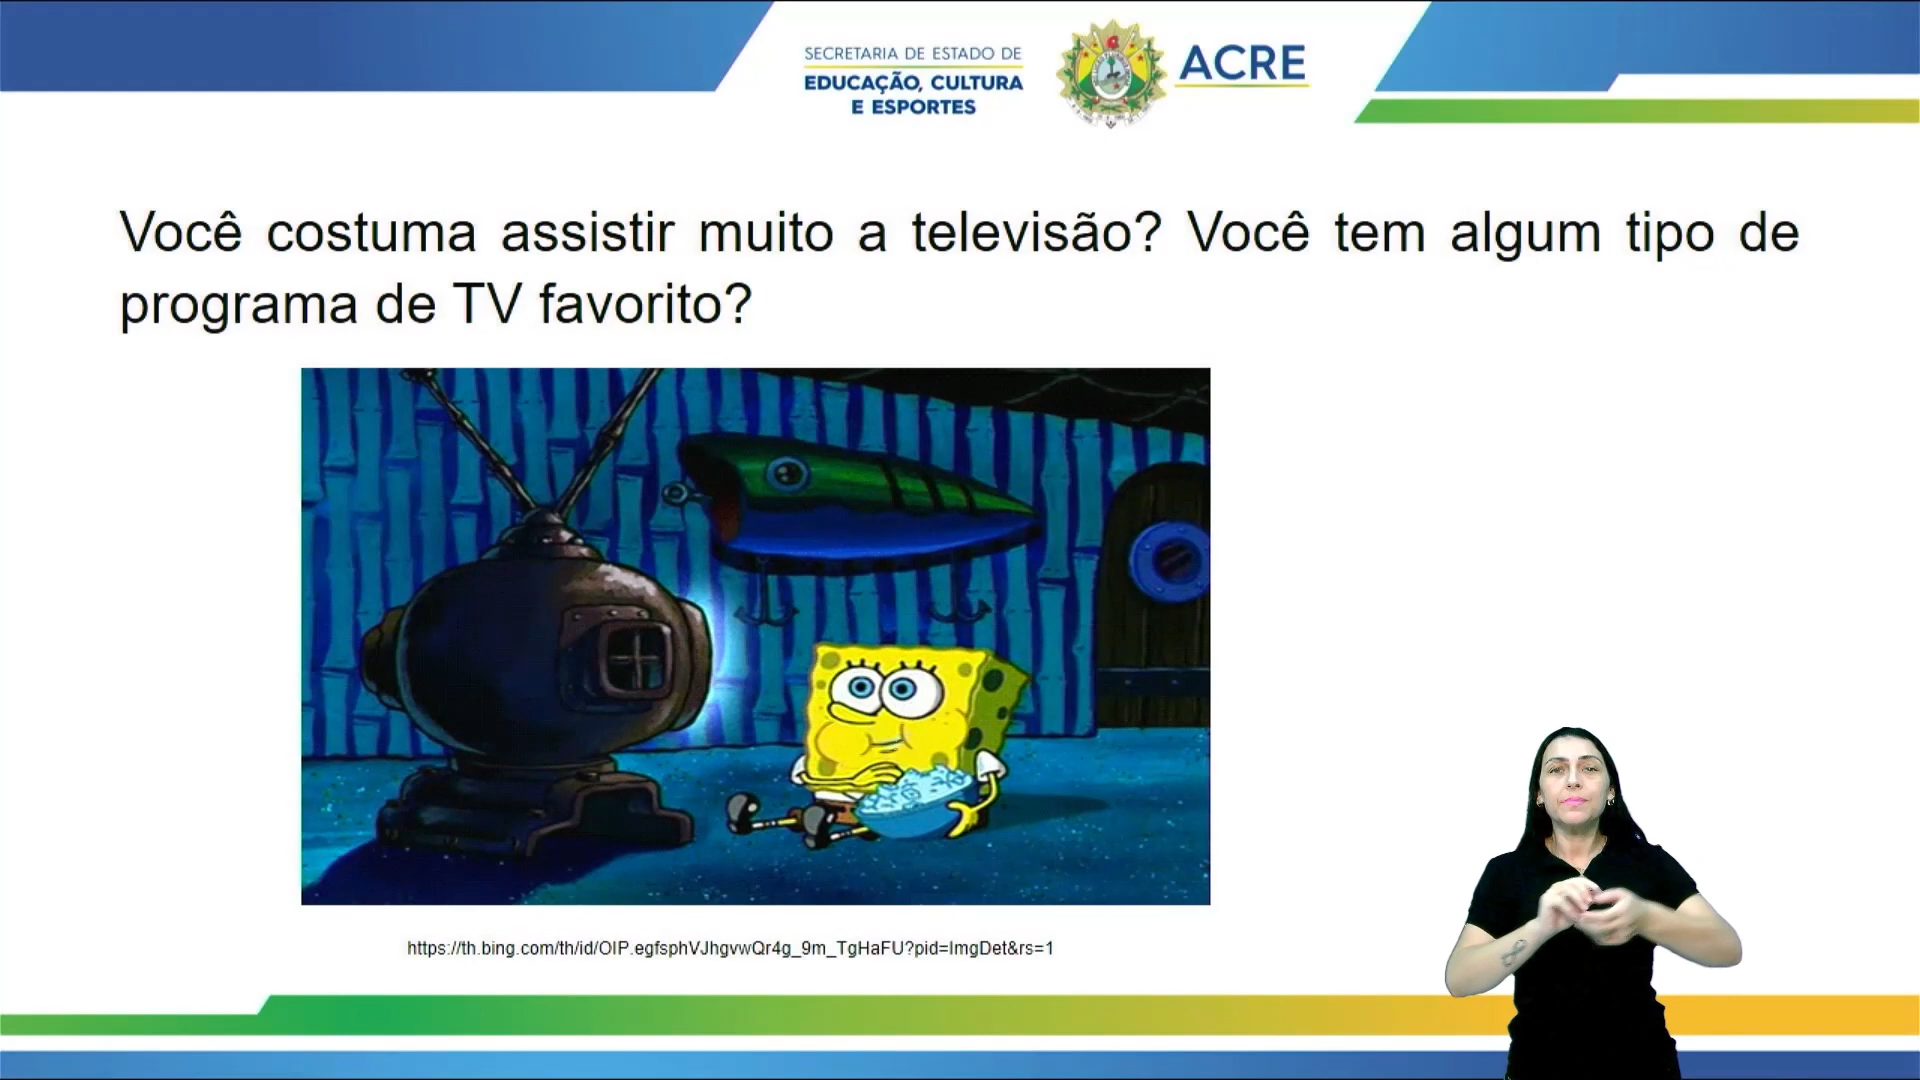 SECRETARIA DE ESTADO DE
EDUCAÇÃO, CULTURA
E ESPORTES
ACRE
Você costuma assistir muito a televisão? Você tem algum tipo de
programa de TV favorito?
https://th.bing.com/th/id/OIP.egfsphVJhgvwQr4g_9m_TgHaFU?pid=ImgDet&rs=1